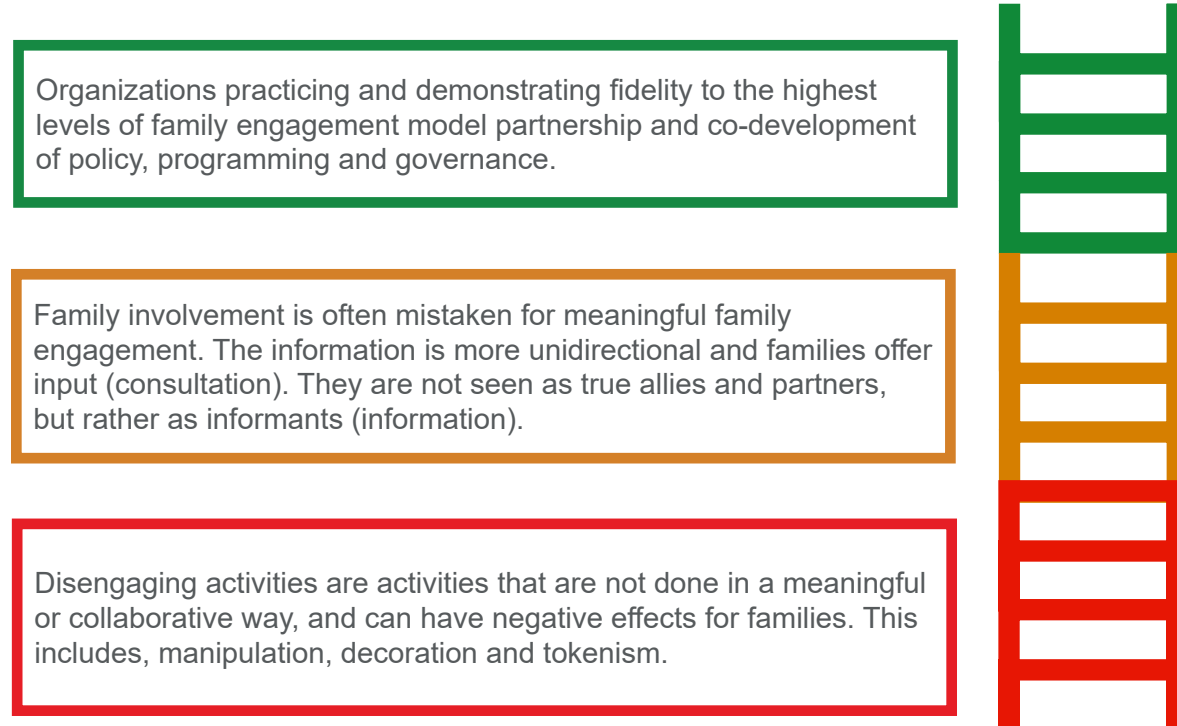 Organizations practicing and demonstrating fidelity to the highest
levels of family engagement model partnership and co-development
of policy, programming and governance.
Family involvement is often mistaken for meaningful family
engagement. The information is more unidirectional and families offer
input (consultation). They are not seen as true allies and partners,
but rather as informants (information).
Disengaging activities are activities that are not done in a meaningful
or collaborative way, and can have negative effects for families. This
includes, manipulation, decoration and tokenism.